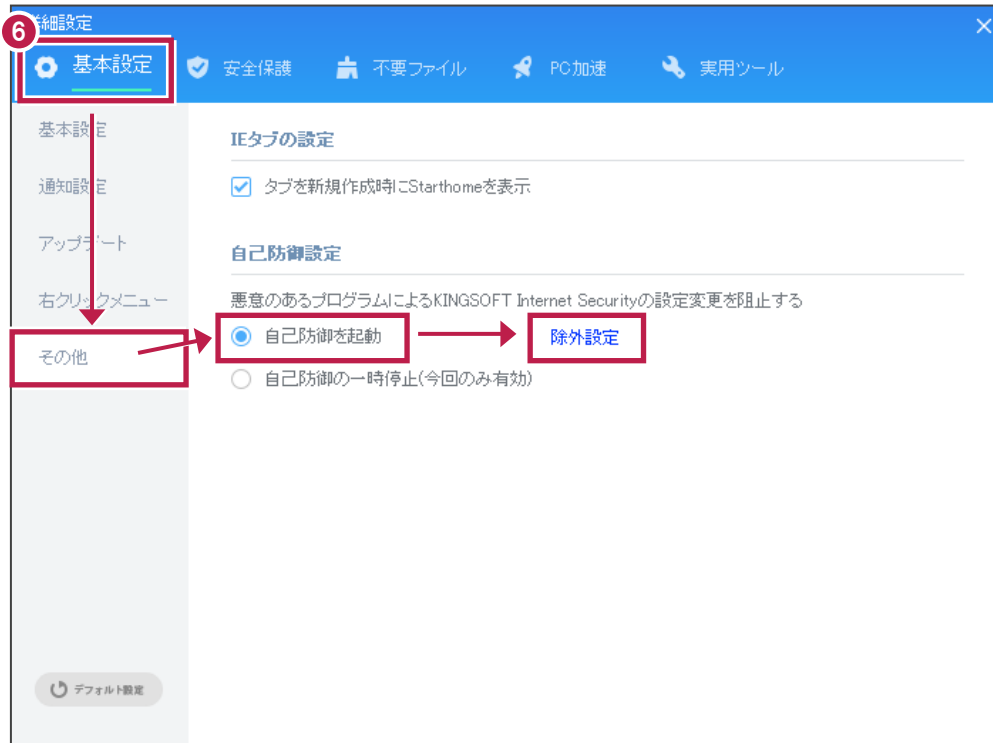 6
詳細設定
基本設定
安全保護
不要ファイル
PC加速
実用ツール
基本設定
通知設定
アップデート
右クリックメニュー
その他
デフォルト設定
IEタブの設定
タブを新規作成時にStarthomeを表示
自己防御設定
悪意のあるプログラムによるKINGSOFT Internet Securityの設定変更を阻止する
自己防御を起動 除外設定
自己防御の一時停止(今回のみ有効)